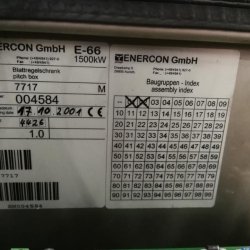 ENERCON GmbH
E-66
1500kW
Blattregelschrank
pitch box
7717 M
004584
17.10.2001 CE
4426
1.0
7717
ENERCON GmbH
Baugruppen - Index
assembly index
03 04 05 06 07 08 09
10 11 12 13 14 15 16 17 18 19
20 21 22 23 24 25 26 27 28 29
30 31 32 33 34 35 36 37 38 39
40 41 42 43 44 45 46 47 48 49
50 51 52 53 54 55 56 57 58 59
60 61 62 63 64 65 66 67 68 69
70 71 72 73 74 75 76 77 78 79
80 81 82 83 84 85 86 87 88 89
90 91 92 93 94 95 96 97 98 99